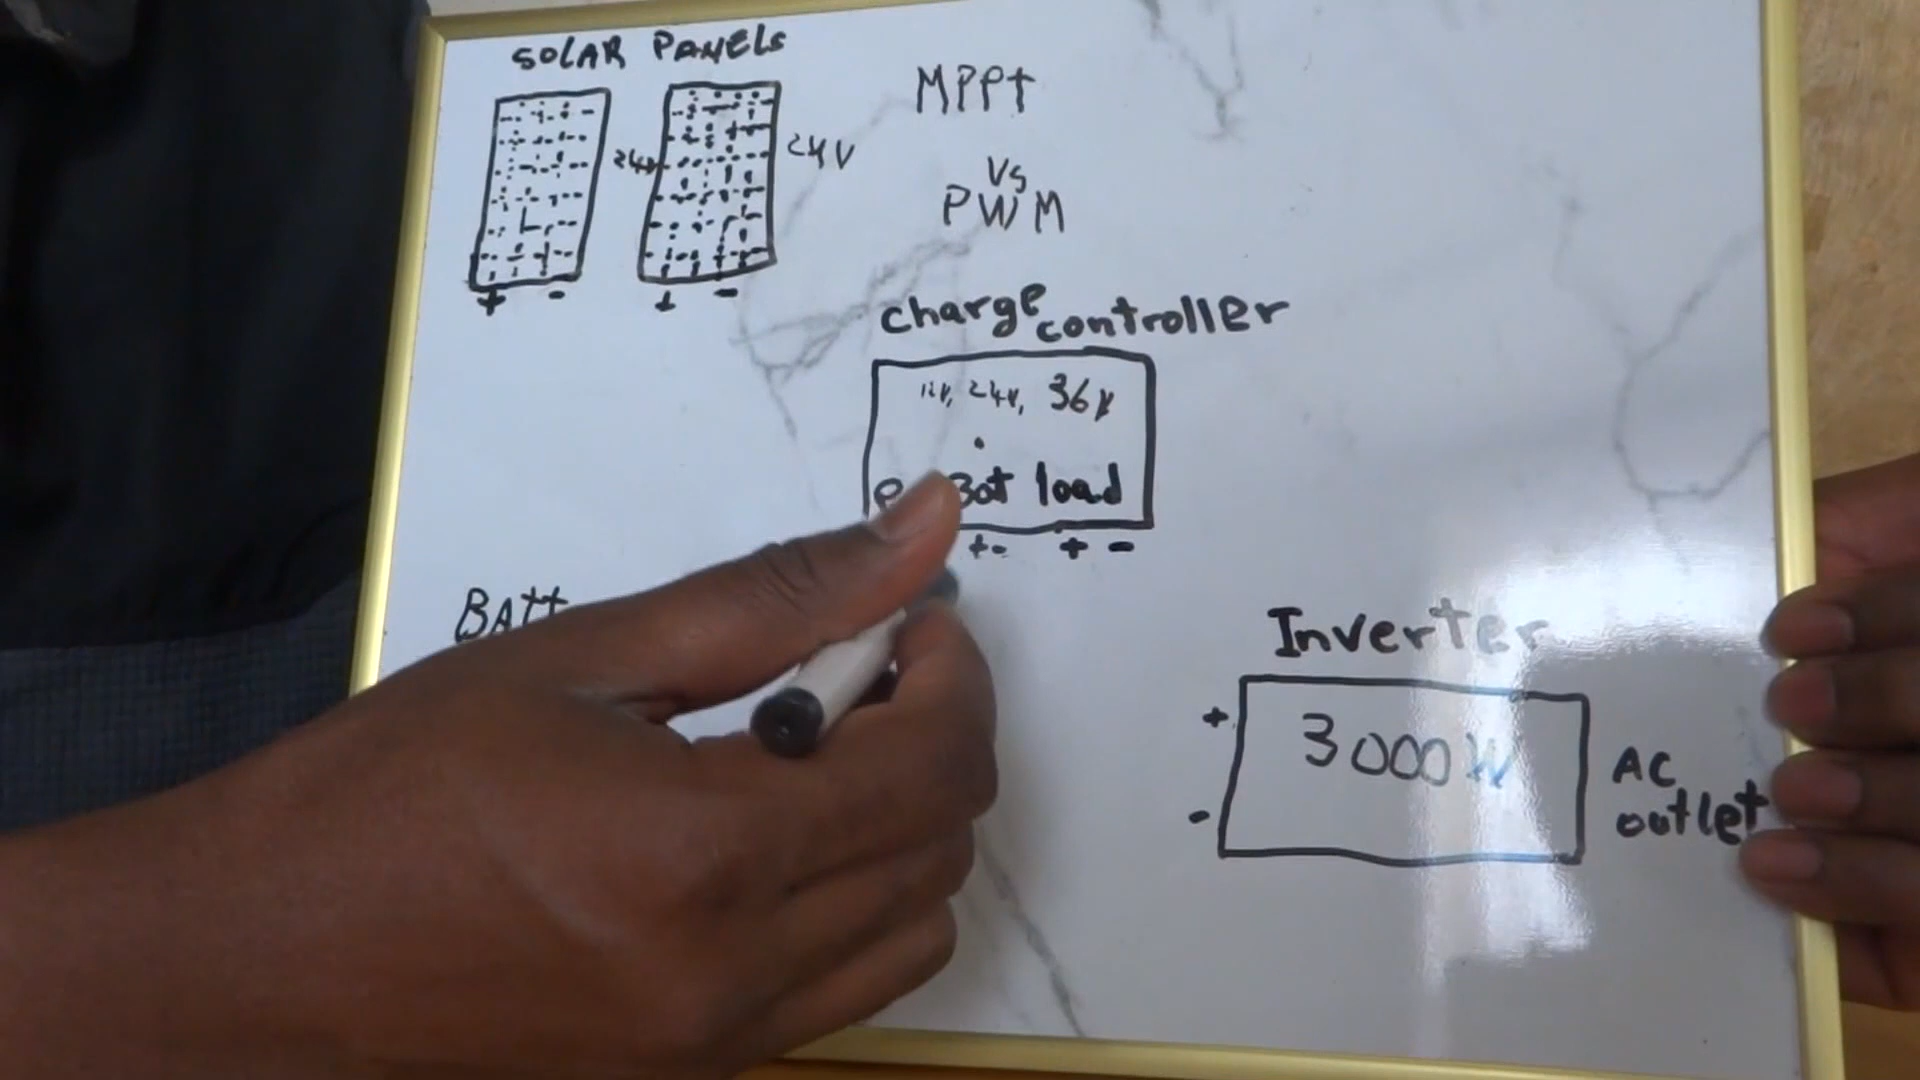 SOLAR PANELS
24V
24V
+ -
+ -
MPPt
Vs
PWM
charge controller
12V, 24V, 36V
Bat load
+- + -
BATT
Inverter
+
3000W
-
AC
outlet